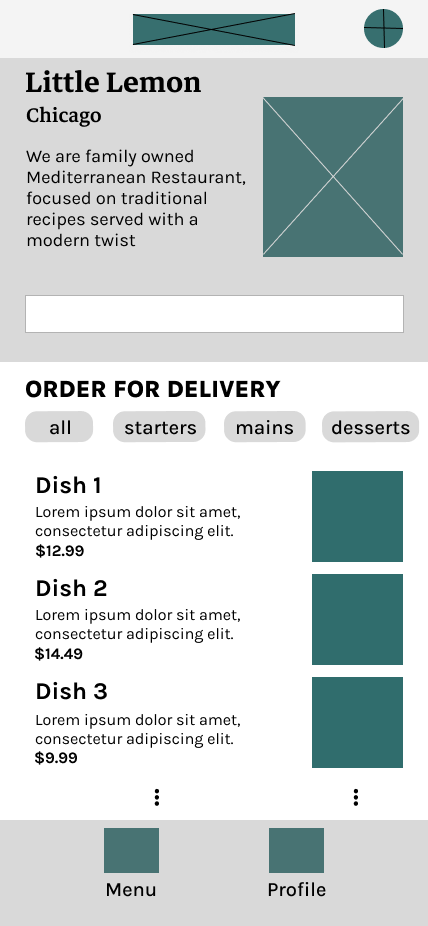 Little Lemon
Chicago
We are family owned
Mediterranean Restaurant,
focused on traditional
recipes served with a
modern twist
ORDER FOR DELIVERY
all starters mains desserts
Dish 1
Lorem ipsum dolor sit amet,
consectetur adipiscing elit.
$12.99
Dish 2
Lorem ipsum dolor sit amet,
consectetur adipiscing elit.
$14.49
Dish 3
Lorem ipsum dolor sit amet,
consectetur adipiscing elit.
$9.99
Menu Profile